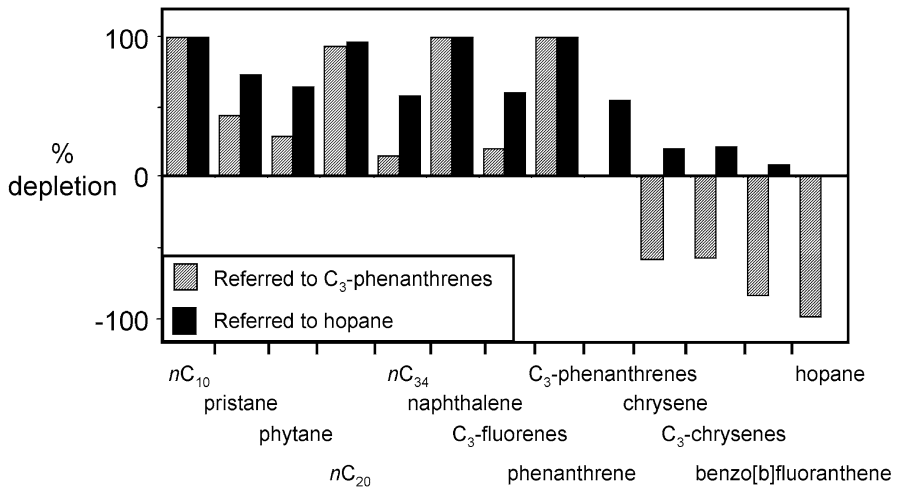 100
%
depletion
0
-100
Referred to C₃-phenanthrenes
Referred to hopane
nC₁₀
nC₃₄
C₃-phenanthrenes
hopane
pristane
naphthalene
chrysene
phytane
C₃-fluorenes
C₃-chrysenes
nC₂₀
phenanthrene
benzo[b]fluoranthene